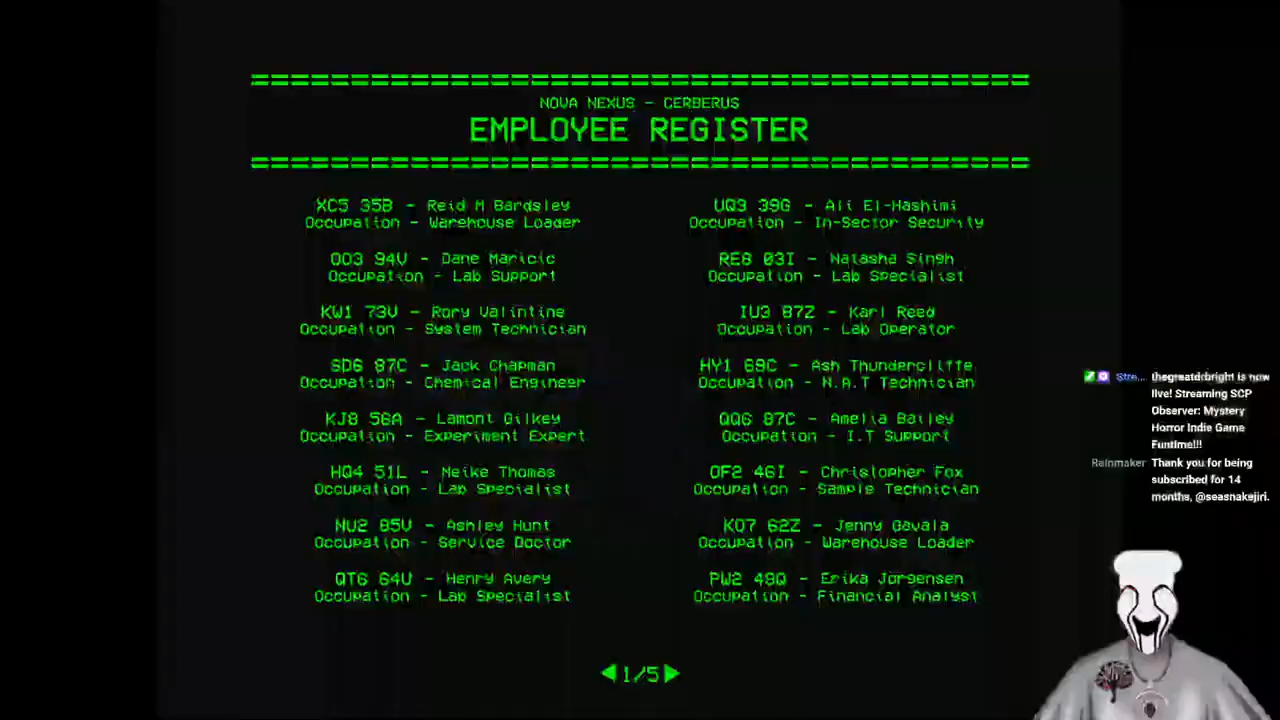 NOVA NEXUS - CERBERUS
EMPLOYEE REGISTER
XC5 35B - Reid M Bardsley
Occupation - Warehouse Loader
OO3 94V - Dane Maricic
Occupation - Lab Support
KW1 73V - Rory Valintine
Occupation - System Technician
SD6 87C - Jack Chapman
Occupation - Chemical Engineer
KJ8 56A - Lamont Gilkey
Occupation - Experiment Expert
HQ4 51L - Meike Thomas
Occupation - Lab Specialist
NU2 85V - Ashley Hunt
Occupation - Service Doctor
QT6 64V - Henry Avery
Occupation - Lab Specialist
UQ3 39G - Ali El-Hashimi
Occupation - In-Sector Security
RE8 03I - Natasha Singh
Occupation - Lab Specialist
IU3 87Z - Karl Reed
Occupation - Lab Operator
HY1 69C - Ash Thundercliffe
Occupation - N.A.T Technician
QQ6 87C - Amelia Bailey
Occupation - I.T Support
OF2 46I - Christopher Fox
Occupation - Sample Technician
KO7 62Z - Jenny Gavala
Occupation - Warehouse Loader
PW2 49Q - Erika Jorgensen
Occupation - Financial Analyst
1/5
Stre... thegreatdbright is now
live! Streaming SCP
Observer: Mystery
Horror Indie Game
Funtime!!!
Rainmaker Thank you for being
subscribed for 14
months, @seasnakejiri.